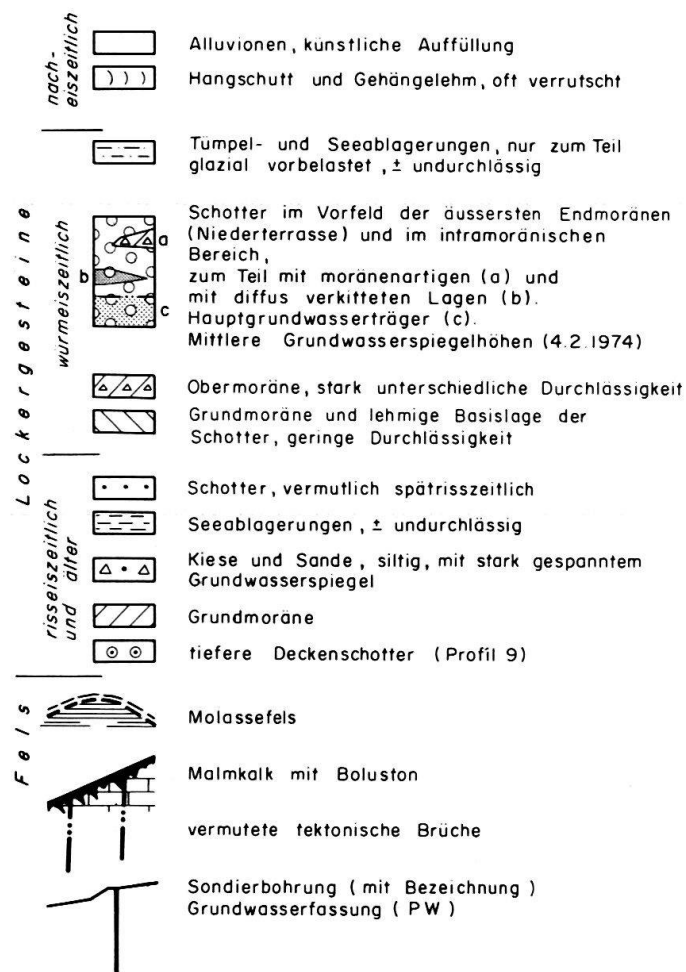 nach-
eiszeitlich
Alluvionen, künstliche Auffüllung
Hangschutt und Gehängelehm, oft verrutscht
Lockergesteine
würmeiszeitlich
Tümpel- und Seeablagerungen, nur zum Teil
glazial vorbelastet, ± undurchlässig
a
b
c
Schotter im Vorfeld der äussersten Endmoränen
(Niederterrasse) und im intramoränischen
Bereich,
zum Teil mit moränenartigen (a) und
mit diffus verkitteten Lagen (b).
Hauptgrundwasserträger (c).
Mittlere Grundwasserspiegelhöhen (4.2.1974)
Obermoräne, stark unterschiedliche Durchlässigkeit
Grundmoräne und lehmige Basislage der
Schotter, geringe Durchlässigkeit
risseiszeitlich
und älter
Schotter, vermutlich spätrisszeitlich
Seeablagerungen, ± undurchlässig
Kiese und Sande, siltig, mit stark gespanntem
Grundwasserspiegel
Grundmoräne
tiefere Deckenschotter (Profil 9)
Fels
Molassefels
Malmkalk mit Boluston
vermutete tektonische Brüche
Sondierbohrung (mit Bezeichnung)
Grundwasserfassung (PW)